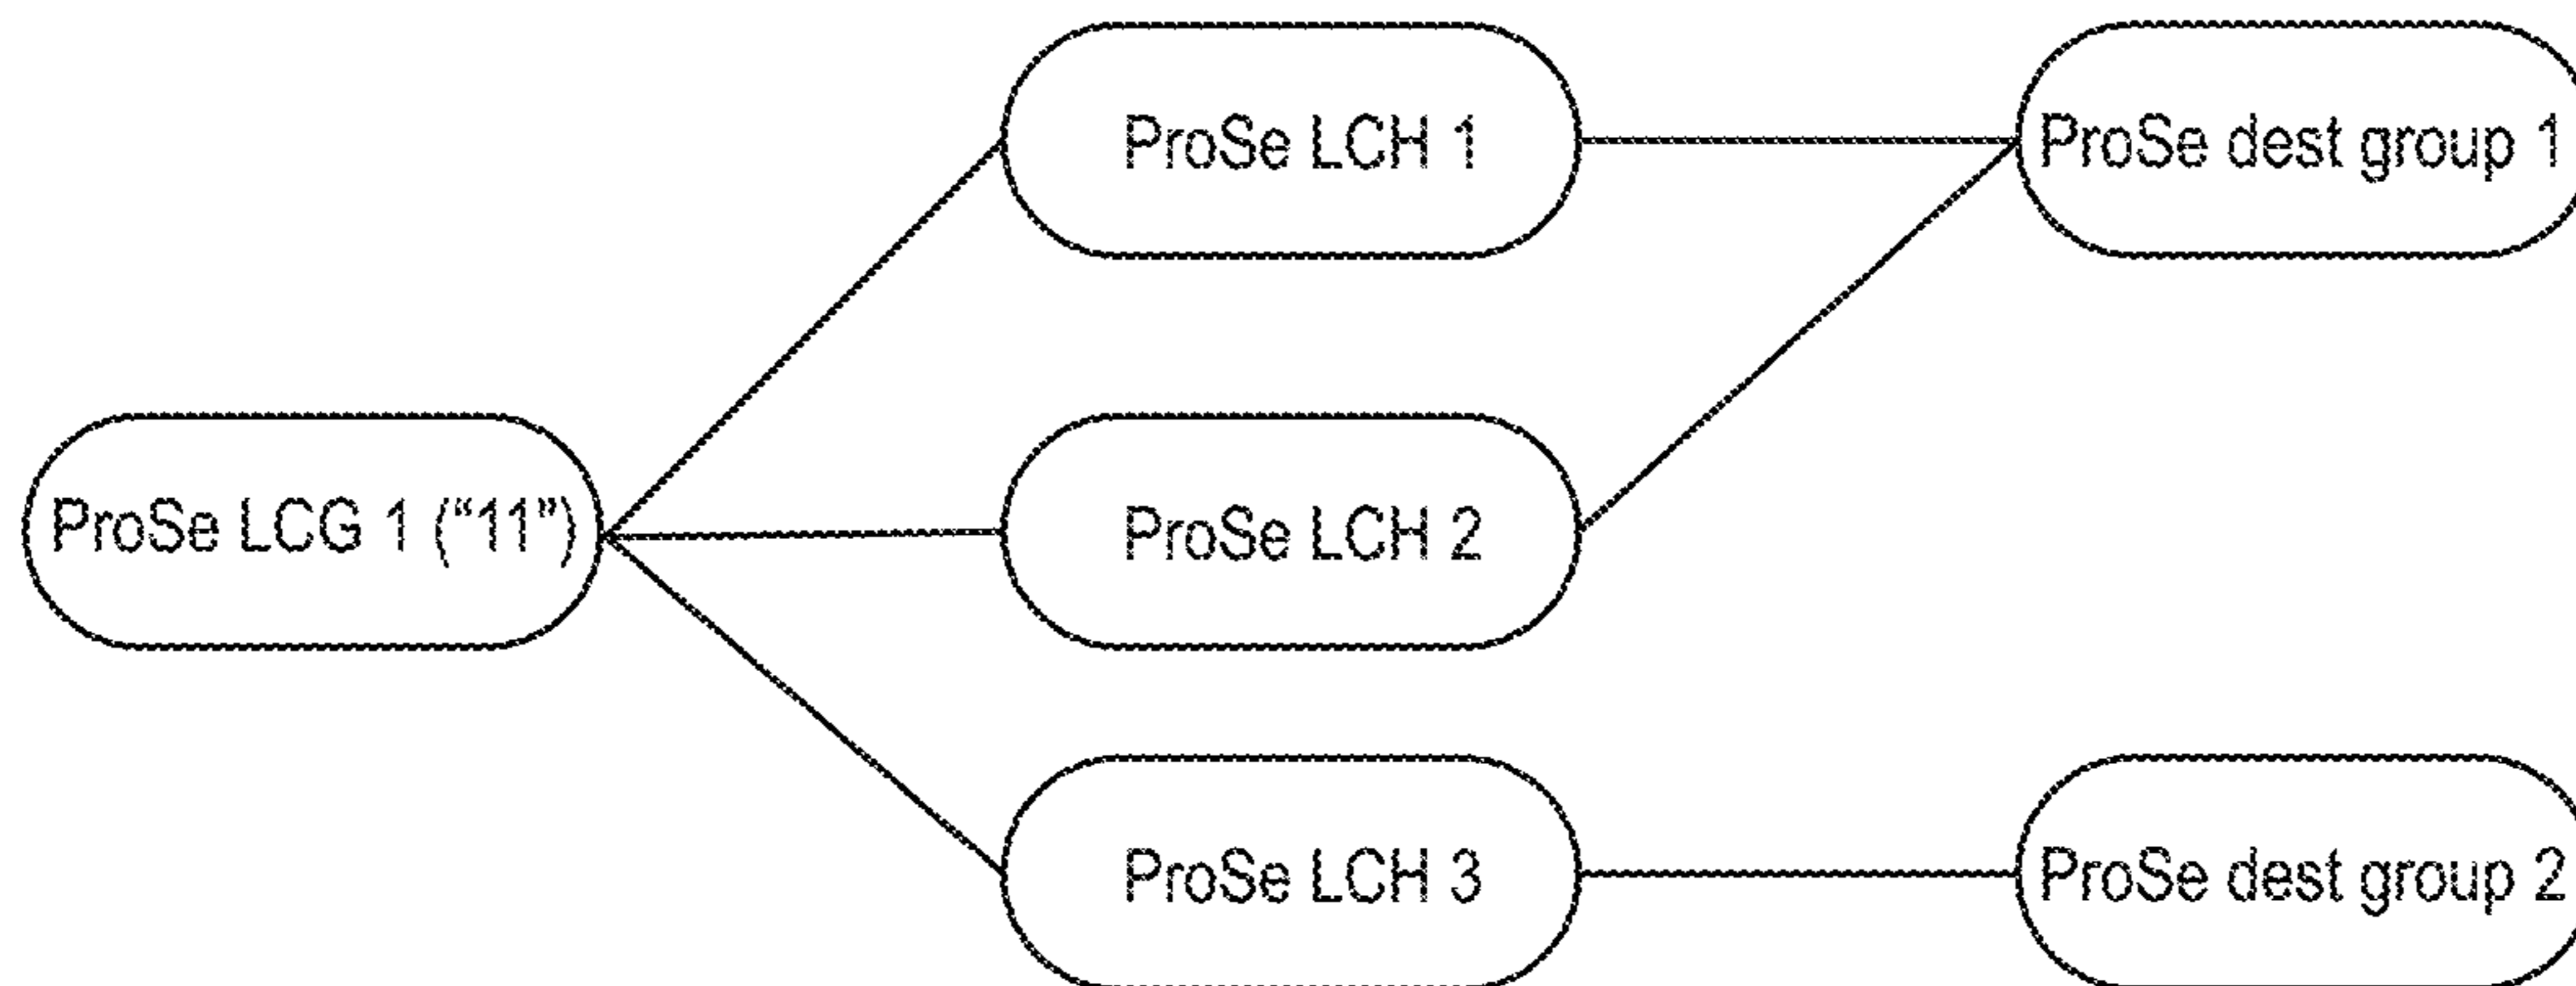 ProSe LCH 1
ProSe dest group 1
ProSe LCG 1 (“11”)
ProSe LCH 2
ProSe LCH 3
ProSe dest group 2